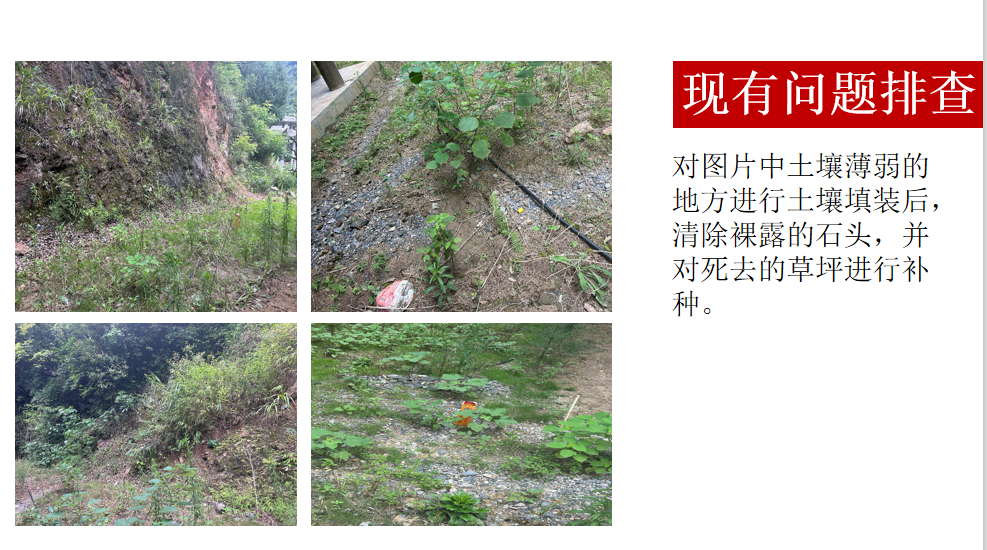 现有问题排查
对图片中土壤薄弱的
地方进行土壤填装后，
清除裸露的石头，并
对死去的草坪进行补
种。